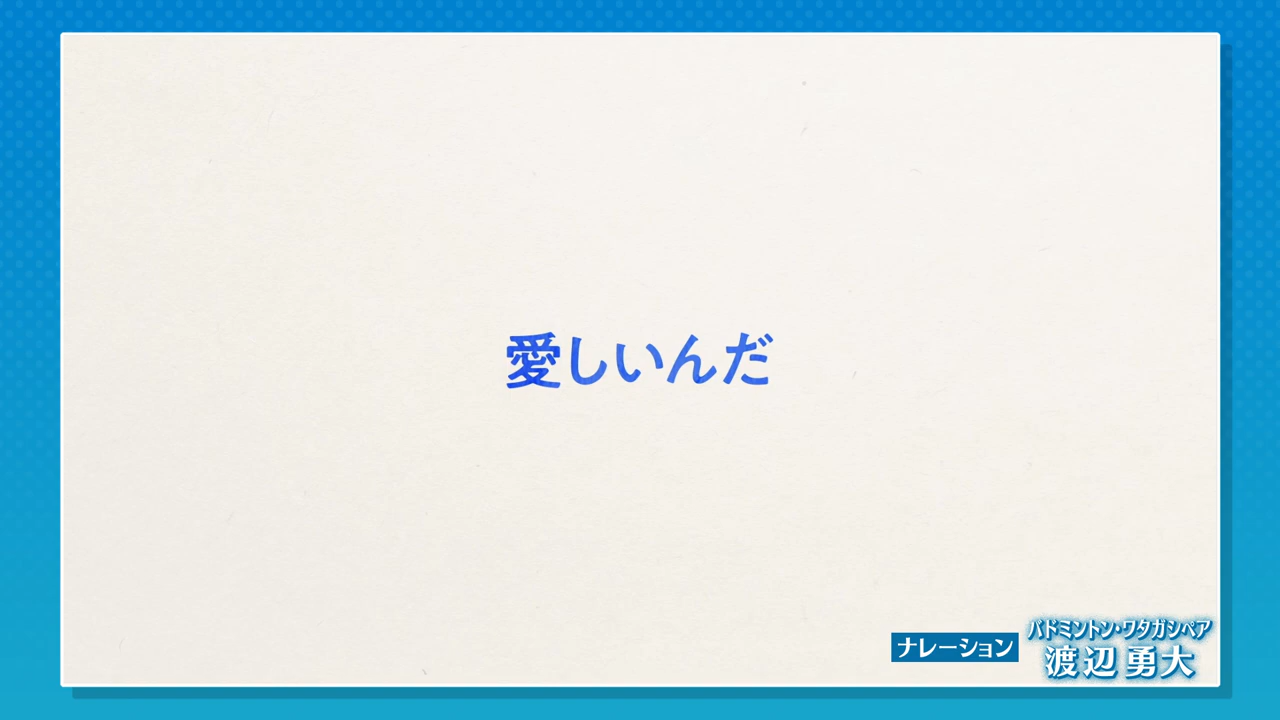 愛しいんだ
ナレーション
バドミントン・ワタガシペア
渡辺 勇大